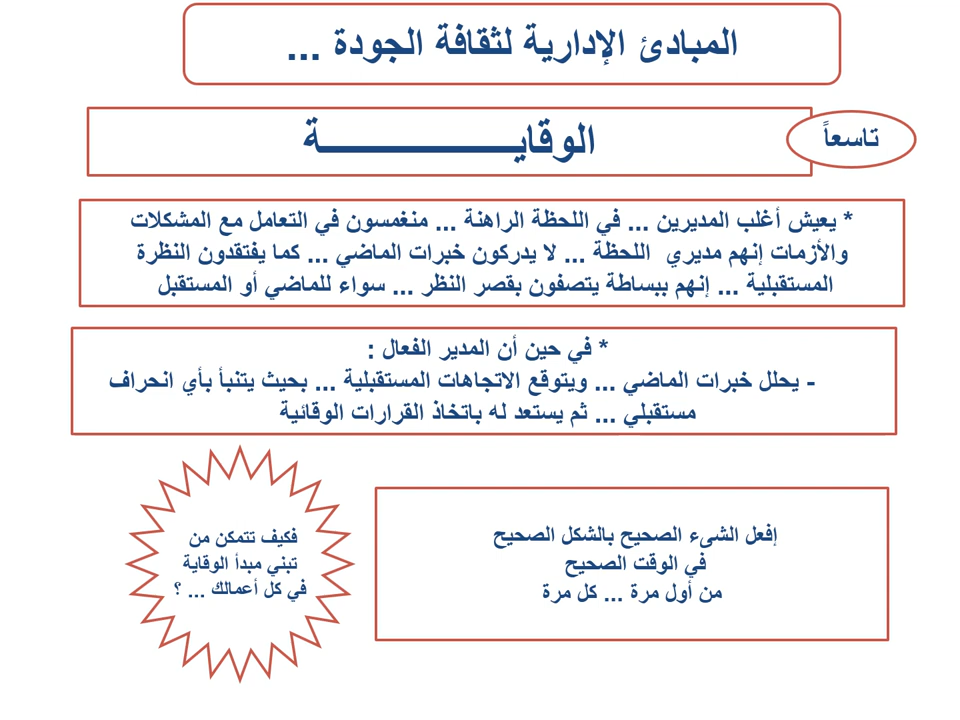 المبادئ الإدارية لثقافة الجودة ...
تاسعاً
الوقايـــــــــــــــــة
* يعيش أغلب المديرين ... في اللحظة الراهنة ... منغمسون في التعامل مع المشكلات
والأزمات إنهم مديري اللحظة ... لا يدركون خبرات الماضي ... كما يفتقدون النظرة
المستقبلية ... إنهم ببساطة يتصفون بقصر النظر ... سواء للماضي أو المستقبل
* في حين أن المدير الفعال :
- يحلل خبرات الماضي ... ويتوقع الاتجاهات المستقبلية ... بحيث يتنبأ بأي انحراف
مستقبلي ... ثم يستعد له باتخاذ القرارات الوقائية
إفعل الشىء الصحيح بالشكل الصحيح
في الوقت الصحيح
من أول مرة ... كل مرة
فكيف تتمكن من
تبني مبدأ الوقاية
في كل أعمالك ... ؟